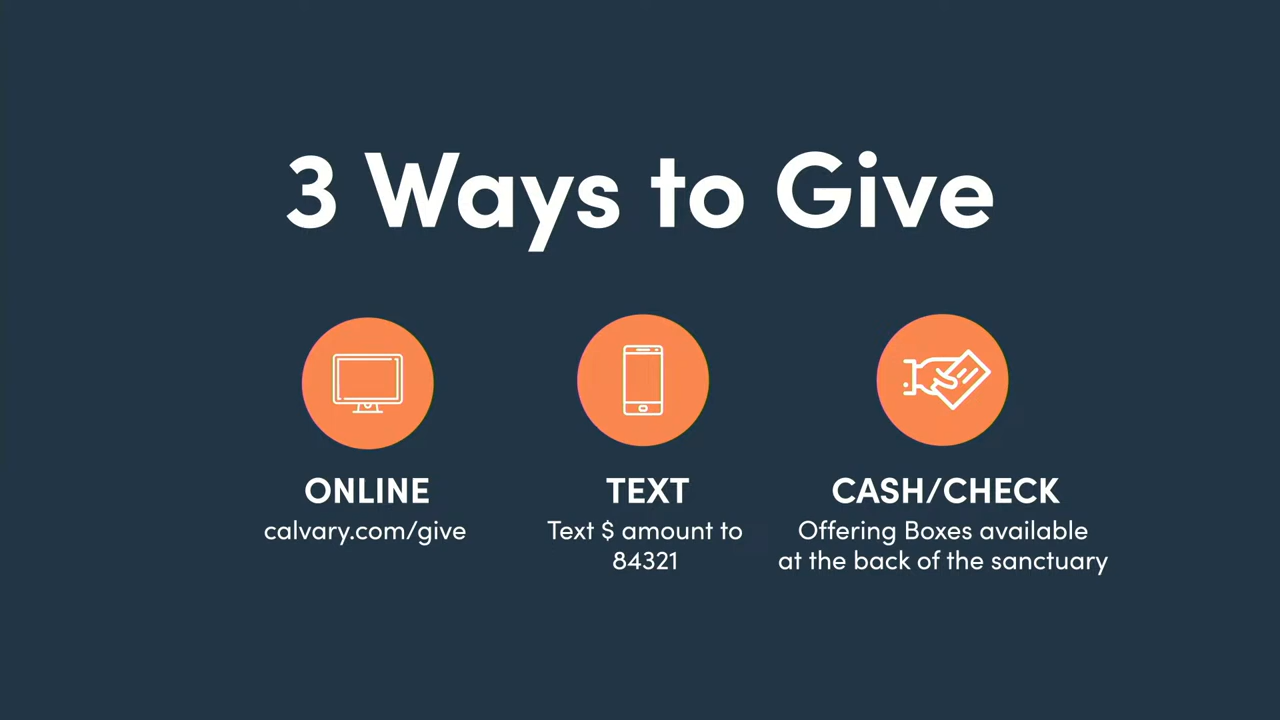 3 Ways to Give
ONLINE
calvary.com/give
TEXT
Text $ amount to
84321
CASH/CHECK
Offering Boxes available
at the back of the sanctuary